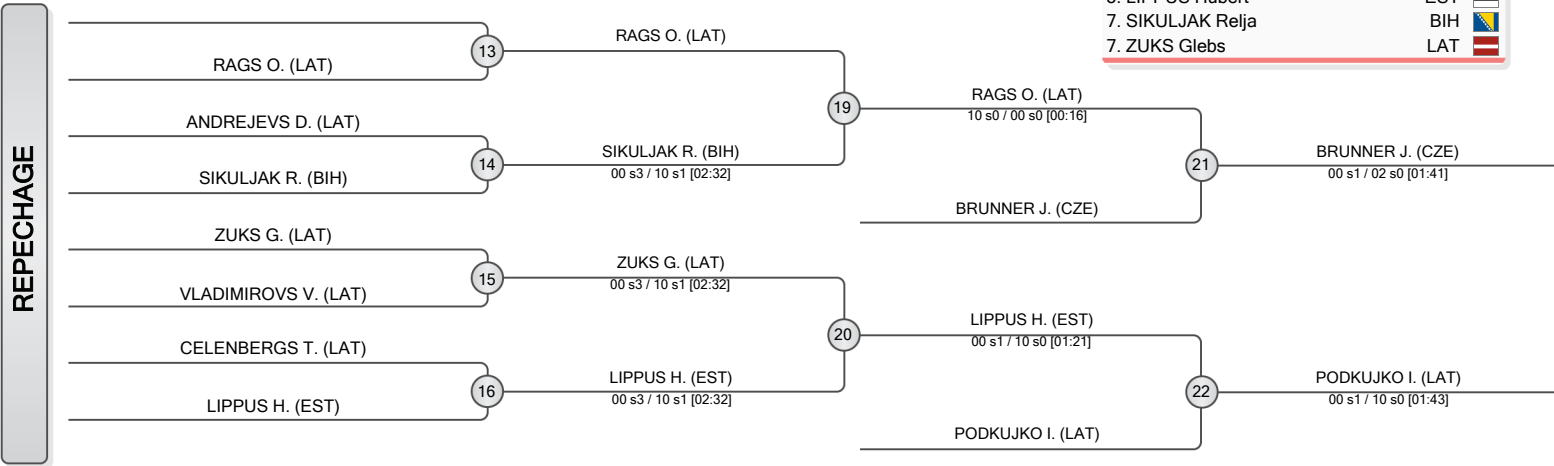 REPECHAGE
7. SIKULJAK Relja BIH
7. ZUKS Glebs LAT
RAGS O. (LAT)
13
RAGS O. (LAT)
ANDREJEVS D. (LAT)
14
SIKULJAK R. (BIH)
SIKULJAK R. (BIH)
00 s3 / 10 s1 [02:32]
19
RAGS O. (LAT)
10 s0 / 00 s0 [00:16]
BRUNNER J. (CZE)
21
BRUNNER J. (CZE)
00 s1 / 02 s0 [01:41]
ZUKS G. (LAT)
15
VLADIMIROVS V. (LAT)
ZUKS G. (LAT)
00 s3 / 10 s1 [02:32]
CELENBERGS T. (LAT)
16
LIPPUS H. (EST)
LIPPUS H. (EST)
00 s3 / 10 s1 [02:32]
20
LIPPUS H. (EST)
00 s1 / 10 s0 [01:21]
PODKUJKO I. (LAT)
22
PODKUJKO I. (LAT)
00 s1 / 10 s0 [01:43]